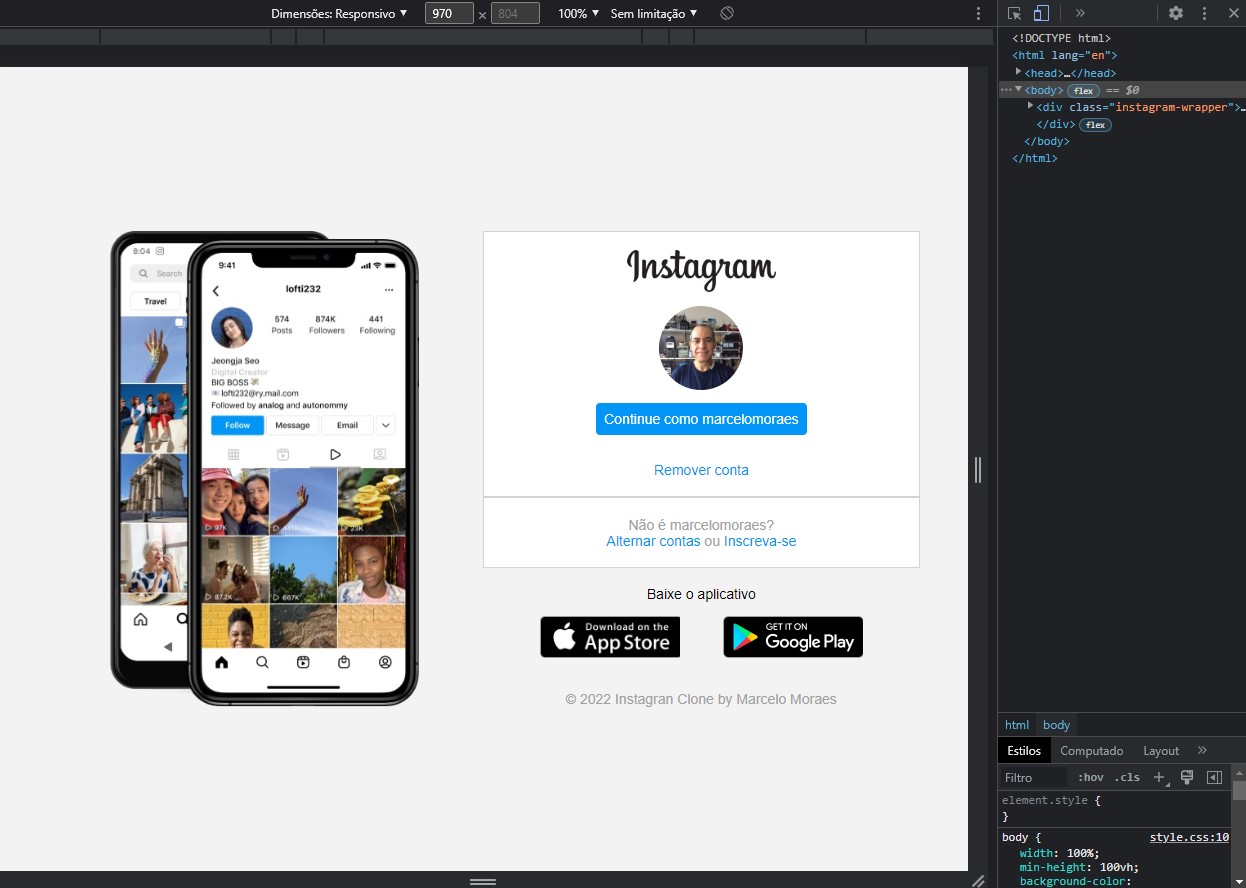 Dimensões: Responsivo ▼ 970 × 804 100% ▼ Sem limitação ▼
<!DOCTYPE html>
<html lang="en">
<head>…</head>
<body> flex == $0
<div class="instagram-wrapper">…
</div> flex
</body>
</html>
8:04
Search
Travel
9:41
lofti232
574 874K 441
Posts Followers Following
Jeongja Seo
Digital Creator
BIG BOSS
lofti232@ry.mail.com
Followed by analog and autonommy
Follow Message Email
97K 441K 23K
87.2K 667K
Instagram
Continue como marcelomoraes
Remover conta
Não é marcelomoraes?
Alternar contas ou Inscreva-se
Baixe o aplicativo
Download on the
App Store
GET IT ON
Google Play
© 2022 Instagran Clone by Marcelo Moraes
html body
Estilos Computado Layout »
Filtro :hov .cls +
element.style {
}
body { style.css:10
width: 100%;
min-height: 100vh;
background-color: